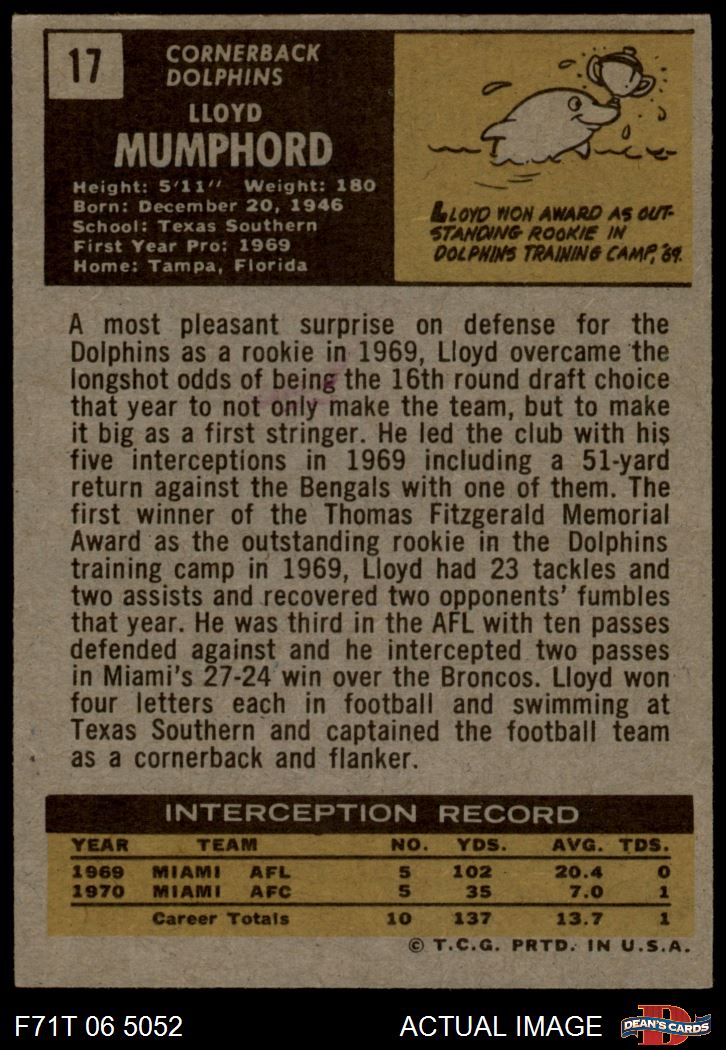 17
CORNERBACK
DOLPHINS
LLOYD
MUMPHORD
Height: 5'11" Weight: 180
Born: December 20, 1946
School: Texas Southern
First Year Pro: 1969
Home: Tampa, Florida
LLOYD WON AWARD AS OUT-
STANDING ROOKIE IN
DOLPHINS TRAINING CAMP, '69.
A most pleasant surprise on defense for the
Dolphins as a rookie in 1969, Lloyd overcame the
longshot odds of being the 16th round draft choice
that year to not only make the team, but to make
it big as a first stringer. He led the club with his
five interceptions in 1969 including a 51-yard
return against the Bengals with one of them. The
first winner of the Thomas Fitzgerald Memorial
Award as the outstanding rookie in the Dolphins
training camp in 1969, Lloyd had 23 tackles and
two assists and recovered two opponents' fumbles
that year. He was third in the AFL with ten passes
defended against and he intercepted two passes
in Miami's 27-24 win over the Broncos. Lloyd won
four letters each in football and swimming at
Texas Southern and captained the football team
as a cornerback and flanker.
INTERCEPTION RECORD
YEAR TEAM NO. YDS. AVG. TDS.
1969 MIAMI AFL 5 102 20.4 0
1970 MIAMI AFC 5 35 7.0 1
Career Totals 10 137 13.7 1
© T.C.G. PRTD. IN U.S.A.
F71T 06 5052 ACTUAL IMAGE
D
DEAN'S CARDS